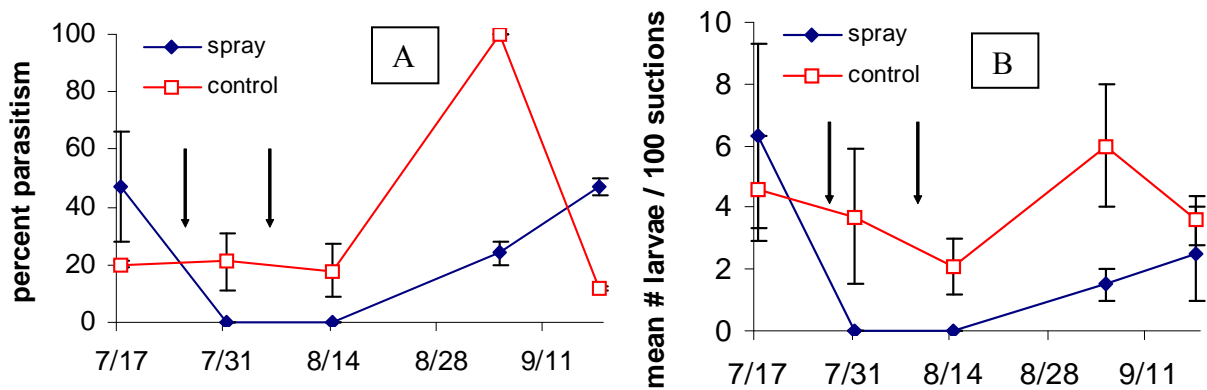 percent parasitism
100
80
60
40
20
0
spray
control
A
7/17 7/31 8/14 8/28 9/11
mean # larvae / 100 suctions
10
8
6
4
2
0
spray
control
B
7/17 7/31 8/14 8/28 9/11